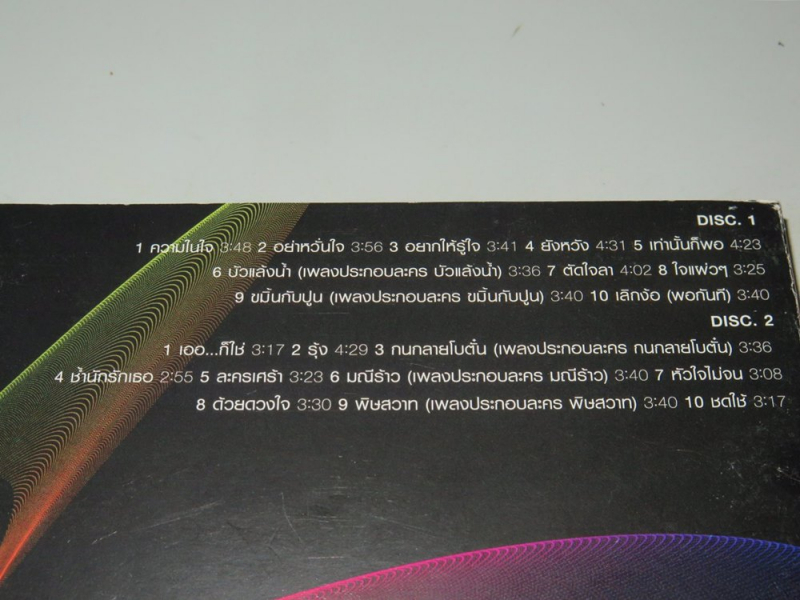 DISC. 1
1 ความในใจ 3:48 2 อย่าหวั่นใจ 3:56 3 อยากให้รู้ใจ 3:41 4 ยังหวัง 4:31 5 เท่านั้นก็พอ 4:23
6 บัวแล้งน้ำ (เพลงประกอบละคร บัวแล้งน้ำ) 3:36 7 ตัดใจลา 4:02 8 ใจแผ่วๆ 3:25
9 ขมิ้นกับปูน (เพลงประกอบละคร ขมิ้นกับปูน) 3:40 10 เลิกง้อ (พอกันที) 3:40
DISC. 2
1 เออ...ก็ใช่ 3:17 2 รุ้ง 4:29 3 กนกลายโบตั๋น (เพลงประกอบละคร กนกลายโบตั๋น) 3:36
4 ช้ำนักรักเธอ 2:55 5 ละครเศร้า 3:23 6 มณีร้าว (เพลงประกอบละคร มณีร้าว) 3:40 7 หัวใจไม่จน 3:08
8 ด้วยดวงใจ 3:30 9 พิษสวาท (เพลงประกอบละคร พิษสวาท) 3:40 10 ชดใช้ 3:17